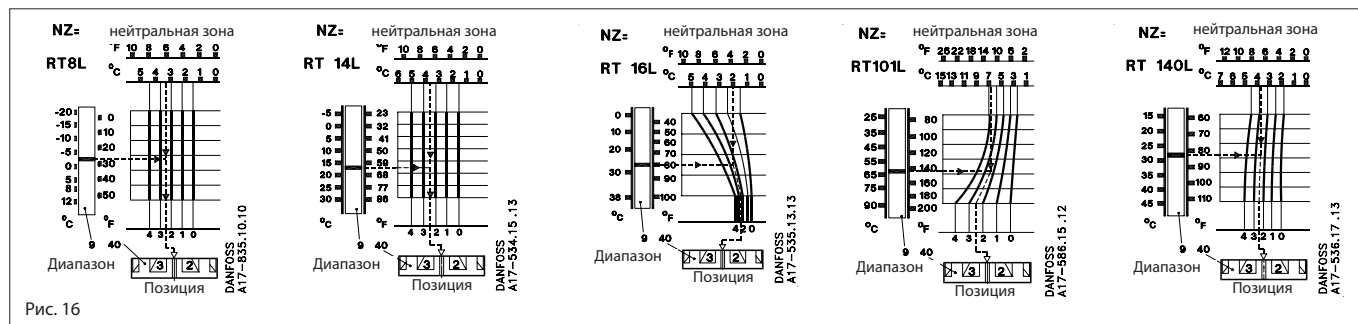 NZ= нейтральная зона
°F 10 8 6 4 2 0
RT8L
°C 5 4 3 2 1 0
-20
-15
-10
-5
0
5
8
12
°C
0
10
20
30
40
50
°F
4 3 2 1 0
9 40
Диапазон
3 2
Позиция
DANFOSS
A17-835.10.10
NZ= нейтральная зона
°F 10 8 6 4 2 0
RT 14L
°C 6 5 4 3 2 1 0
-5
0
5
10
15
20
25
30
°C
23
32
41
50
59
68
77
86
°F
4 3 2 1 0
9 40
Диапазон
3 2
Позиция
DANFOSS
A17-534.15.13
NZ= нейтральная зона
°F 10 8 6 4 2 0
RT 16L
°C 5 4 3 2 1 0
0
10
20
30
38
°C
40
50
60
70
80
90
100
°F
4 2 0
9 40
Диапазон
3 2
Позиция
DANFOSS
A17-535.13.13
NZ= нейтральная зона
°F 26 22 18 14 10 6 2
RT101L
°C 15 13 11 9 7 5 3 1
25
35
45
55
65
75
90
°C
80
100
120
140
160
180
200
°F
4 3 2 1 0
9 40
Диапазон
3 2
Позиция
DANFOSS
A17-586.15.12
NZ= нейтральная зона
°F 12 10 8 6 4 2 0
RT 140L
°C 7 6 5 4 3 2 1 0
15
20
25
30
35
40
45
°C
60
70
80
90
100
110
°F
4 3 2 1 0
9 40
Диапазон
3 2
Позиция
DANFOSS
A17-536.17.13
Рис. 16